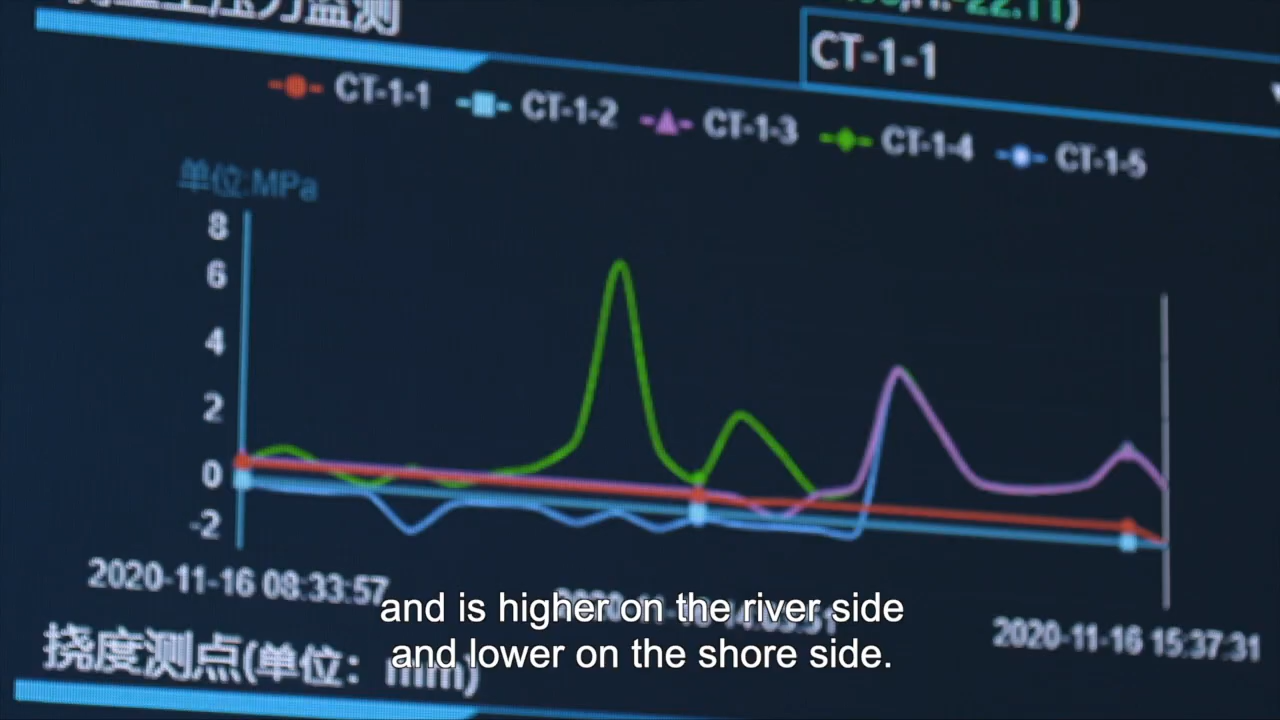 CT-1-1
CT-1-1 CT-1-2 CT-1-3 CT-1-4 CT-1-5
单位:MPa
8
6
4
2
0
-2
2020-11-16 08:33:57
2020-11-16 15:37:31
挠度测点(单位：mm)
and is higher on the river side
and lower on the shore side.